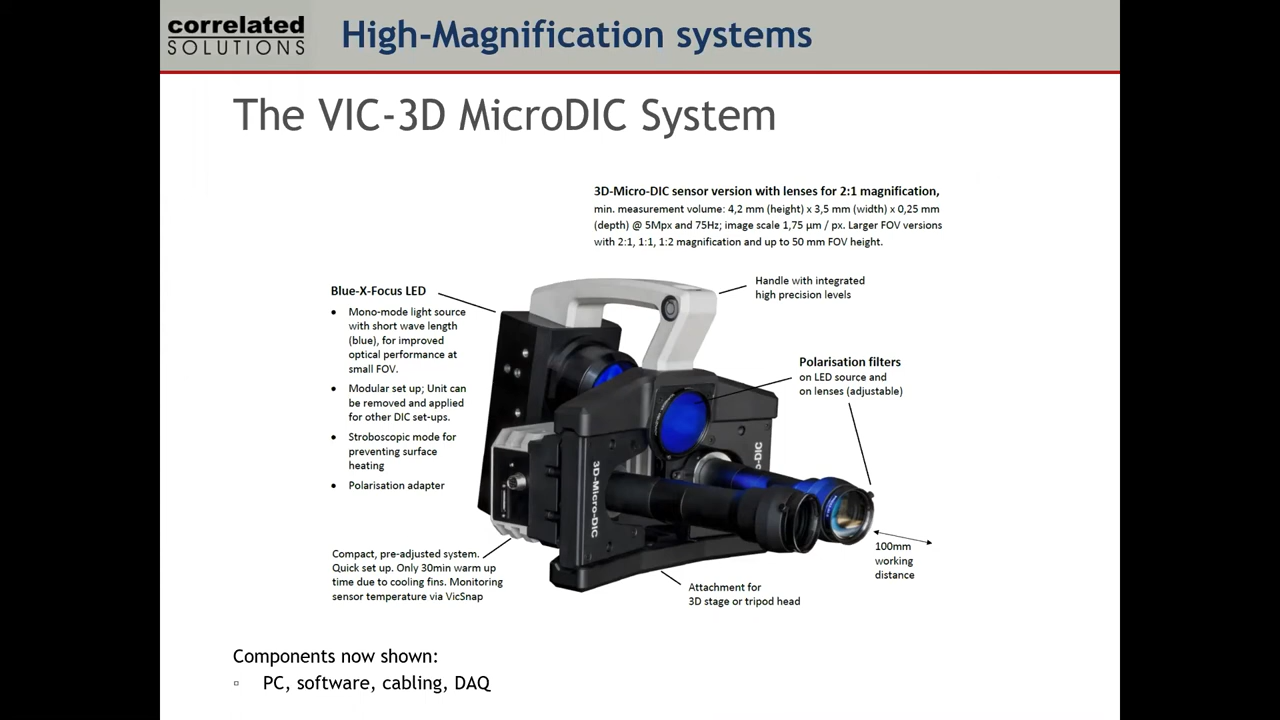 correlated
SOLUTIONS
High-Magnification systems
The VIC-3D MicroDIC System
3D-Micro-DIC sensor version with lenses for 2:1 magnification,
min. measurement volume: 4,2 mm (height) x 3,5 mm (width) x 0,25 mm
(depth) @ 5Mpx and 75Hz; image scale 1,75 µm / px. Larger FOV versions
with 2:1, 1:1, 1:2 magnification and up to 50 mm FOV height.
Handle with integrated
high precision levels
Blue-X-Focus LED
• Mono-mode light source
with short wave length
(blue), for improved
optical performance at
small FOV.
• Modular set up; Unit can
be removed and applied
for other DIC set-ups.
• Stroboscopic mode for
preventing surface
heating
• Polarisation adapter
Polarisation filters
on LED source and
on lenses (adjustable)
3D-Micro-DIC
o-DIC
100mm
working
distance
Compact, pre-adjusted system.
Quick set up. Only 30min warm up
time due to cooling fins. Monitoring
sensor temperature via VicSnap
Attachment for
3D stage or tripod head
Components now shown:
▫ PC, software, cabling, DAQ